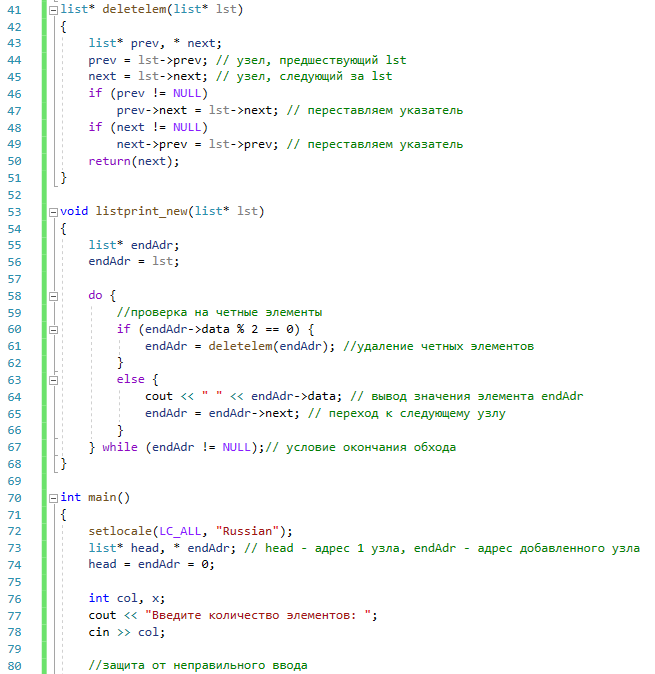 41 list* deletelem(list* lst)
42 {
43 list* prev, * next;
44 prev = lst->prev; // узел, предшествующий lst
45 next = lst->next; // узел, следующий за lst
46 if (prev != NULL)
47 prev->next = lst->next; // переставляем указатель
48 if (next != NULL)
49 next->prev = lst->prev; // переставляем указатель
50 return(next);
51 }
52
53 void listprint_new(list* lst)
54 {
55 list* endAdr;
56 endAdr = lst;
57
58 do {
59 //проверка на четные элементы
60 if (endAdr->data % 2 == 0) {
61 endAdr = deletelem(endAdr); //удаление четных элементов
62 }
63 else {
64 cout << " " << endAdr->data; // вывод значения элемента endAdr
65 endAdr = endAdr->next; // переход к следующему узлу
66 }
67 } while (endAdr != NULL);// условие окончания обхода
68 }
69
70 int main()
71 {
72 setlocale(LC_ALL, "Russian");
73 list* head, * endAdr; // head - адрес 1 узла, endAdr - адрес добавленного узла
74 head = endAdr = 0;
75
76 int col, x;
77 cout << "Введите количество элементов: ";
78 cin >> col;
79
80 //защита от неправильного ввода